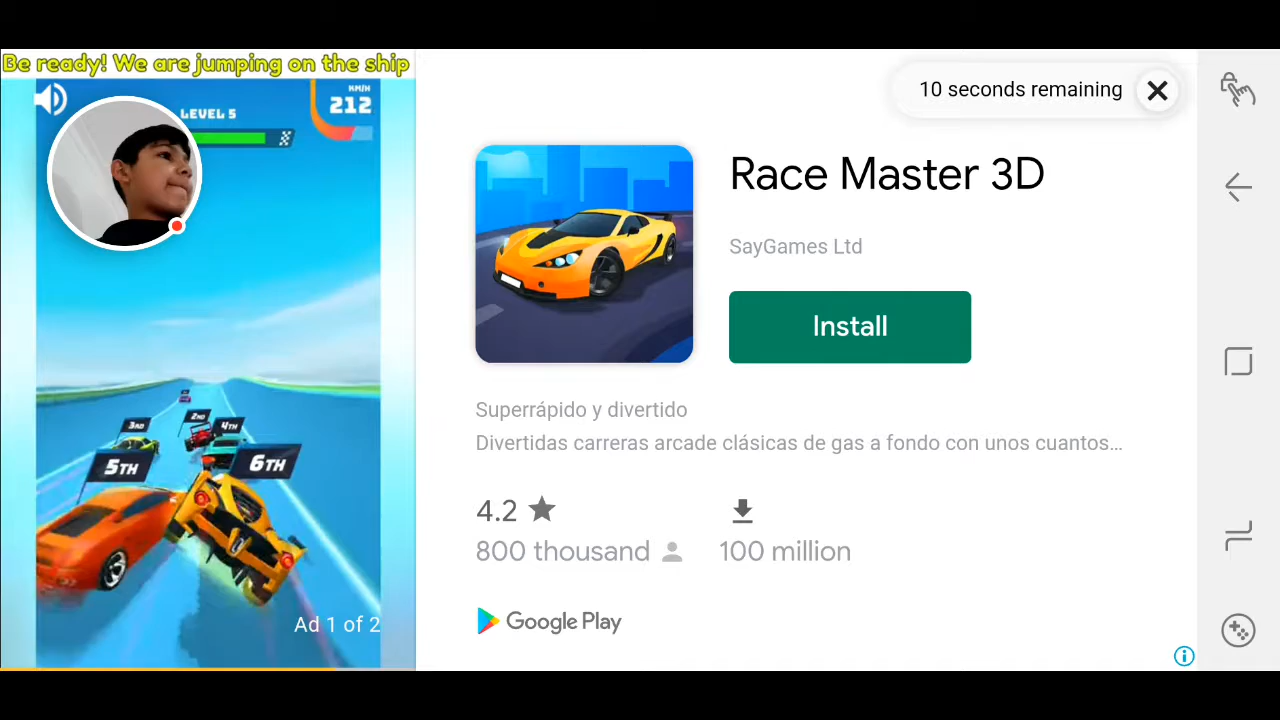 Be ready! We are jumping on the ship
LEVEL 5
KM/H
212
3RD
2ND
4TH
5TH
6TH
Ad 1 of 2
10 seconds remaining
Race Master 3D
SayGames Ltd
Install
Superrápido y divertido
Divertidas carreras arcade clásicas de gas a fondo con unos cuantos…
4.2
800 thousand
100 million
Google Play